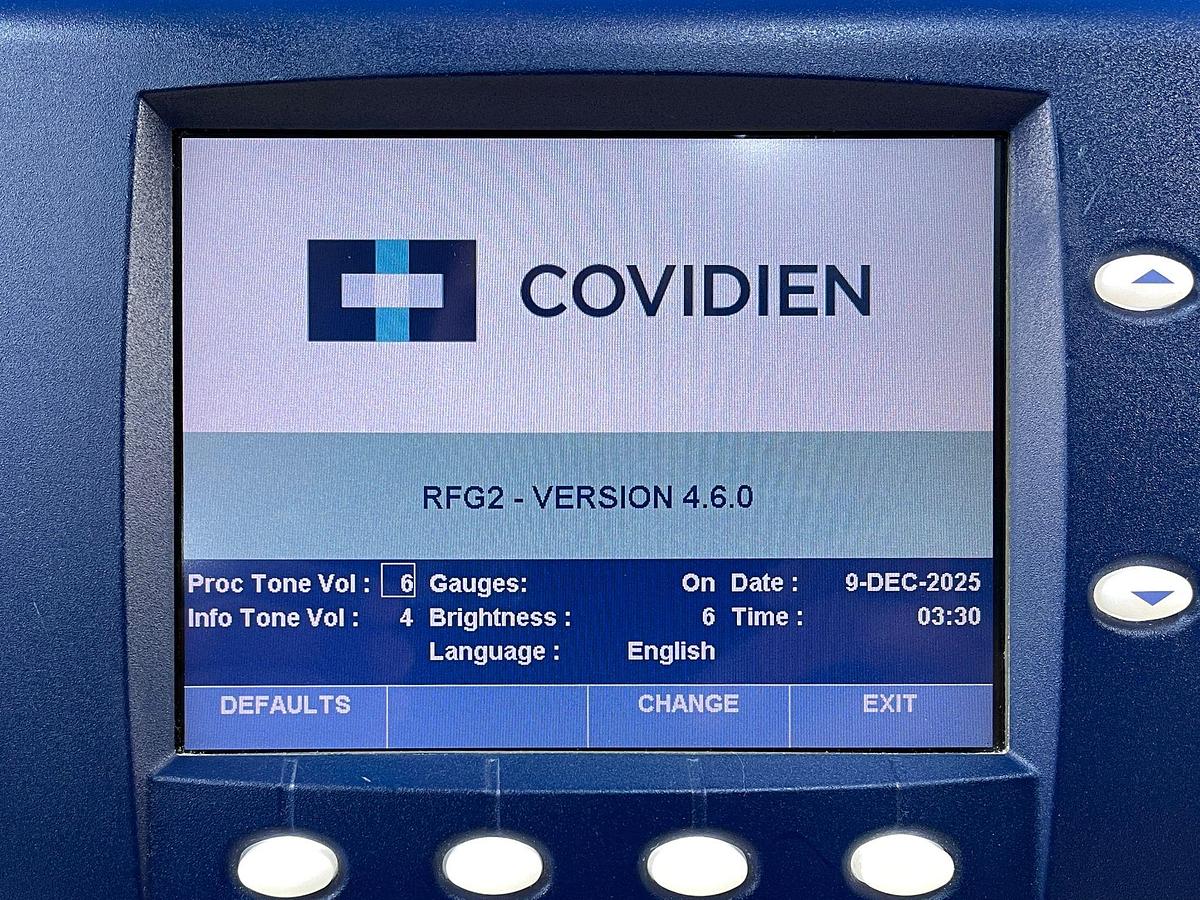 COVIDIEN
RFG2 - VERSION 4.6.0
Proc Tone Vol : 6 Gauges: On Date : 9-DEC-2025
Info Tone Vol : 4 Brightness : 6 Time : 03:30
Language : English
DEFAULTS CHANGE EXIT